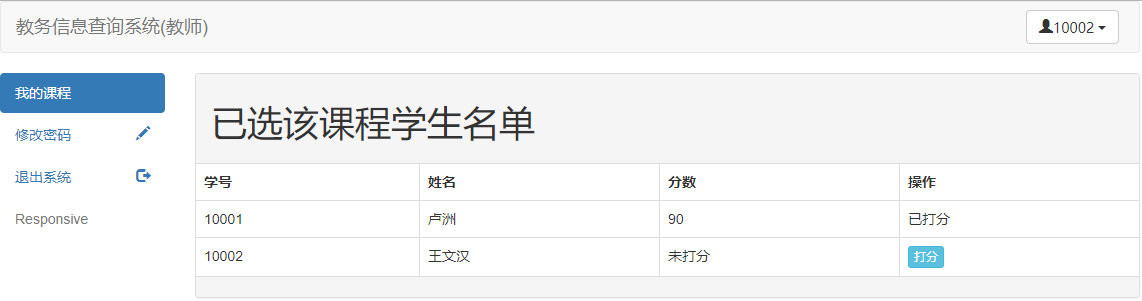 教务信息查询系统(教师)
10002
我的课程
修改密码
退出系统
Responsive
已选该课程学生名单
学号 姓名 分数 操作
10001 卢洲 90 已打分
10002 王文汉 未打分 打分